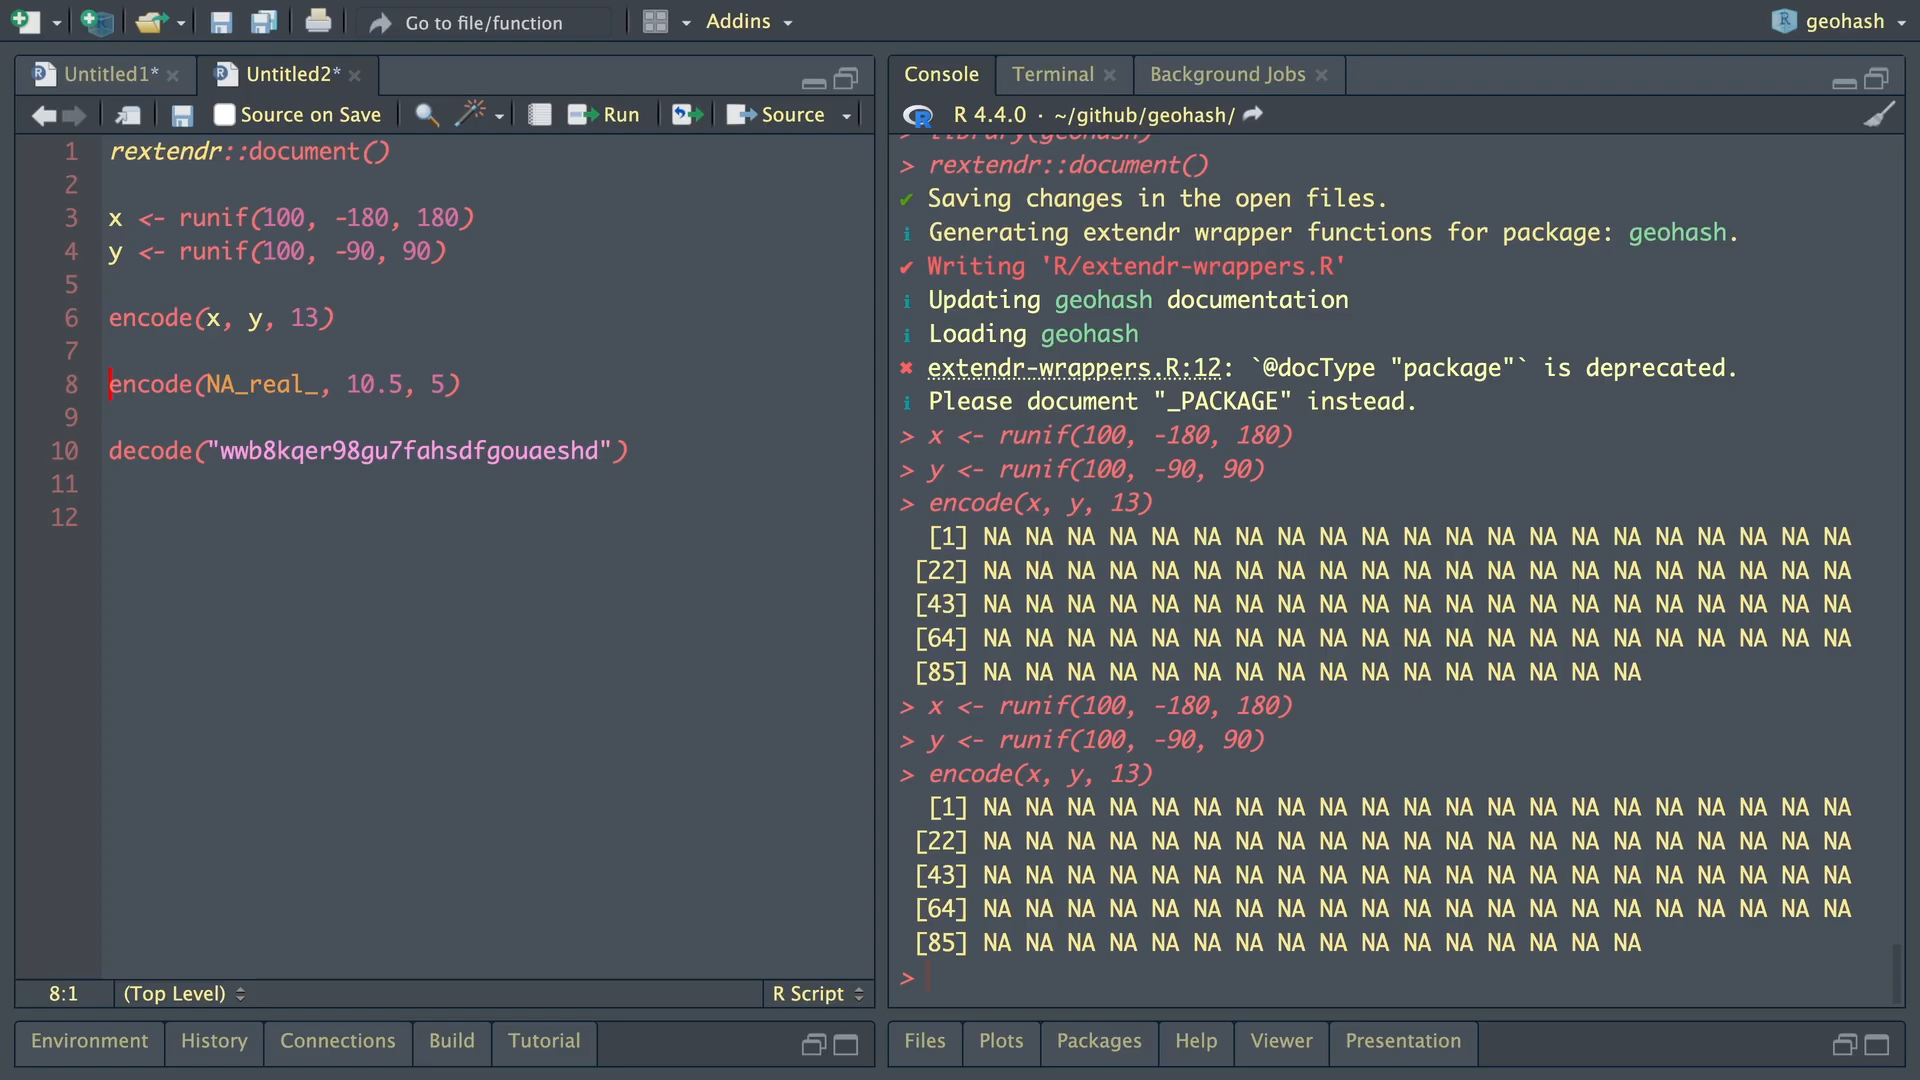 Go to file/function
Addins
geohash
Untitled1*
Untitled2*
Source on Save
Run
Source
1 rextendr::document()
2
3 x <- runif(100, -180, 180)
4 y <- runif(100, -90, 90)
5
6 encode(x, y, 13)
7
8 encode(NA_real_, 10.5, 5)
9
10 decode("wwb8kqer98gu7fahsdfgouaeshd")
11
12
8:1
(Top Level)
R Script
Environment
History
Connections
Build
Tutorial
Console
Terminal
Background Jobs
R 4.4.0 · ~/github/geohash/
> library(geohash)
> rextendr::document()
✔ Saving changes in the open files.
ℹ Generating extendr wrapper functions for package: geohash.
✔ Writing 'R/extendr-wrappers.R'
ℹ Updating geohash documentation
ℹ Loading geohash
✖ extendr-wrappers.R:12: `@docType "package"` is deprecated.
ℹ Please document "_PACKAGE" instead.
> x <- runif(100, -180, 180)
> y <- runif(100, -90, 90)
> encode(x, y, 13)
[1] NA NA NA NA NA NA NA NA NA NA NA NA NA NA NA NA NA NA NA NA NA
[22] NA NA NA NA NA NA NA NA NA NA NA NA NA NA NA NA NA NA NA NA NA
[43] NA NA NA NA NA NA NA NA NA NA NA NA NA NA NA NA NA NA NA NA NA
[64] NA NA NA NA NA NA NA NA NA NA NA NA NA NA NA NA NA NA NA NA NA
[85] NA NA NA NA NA NA NA NA NA NA NA NA NA NA NA NA
> x <- runif(100, -180, 180)
> y <- runif(100, -90, 90)
> encode(x, y, 13)
[1] NA NA NA NA NA NA NA NA NA NA NA NA NA NA NA NA NA NA NA NA NA
[22] NA NA NA NA NA NA NA NA NA NA NA NA NA NA NA NA NA NA NA NA NA
[43] NA NA NA NA NA NA NA NA NA NA NA NA NA NA NA NA NA NA NA NA NA
[64] NA NA NA NA NA NA NA NA NA NA NA NA NA NA NA NA NA NA NA NA NA
[85] NA NA NA NA NA NA NA NA NA NA NA NA NA NA NA NA
>
Files
Plots
Packages
Help
Viewer
Presentation